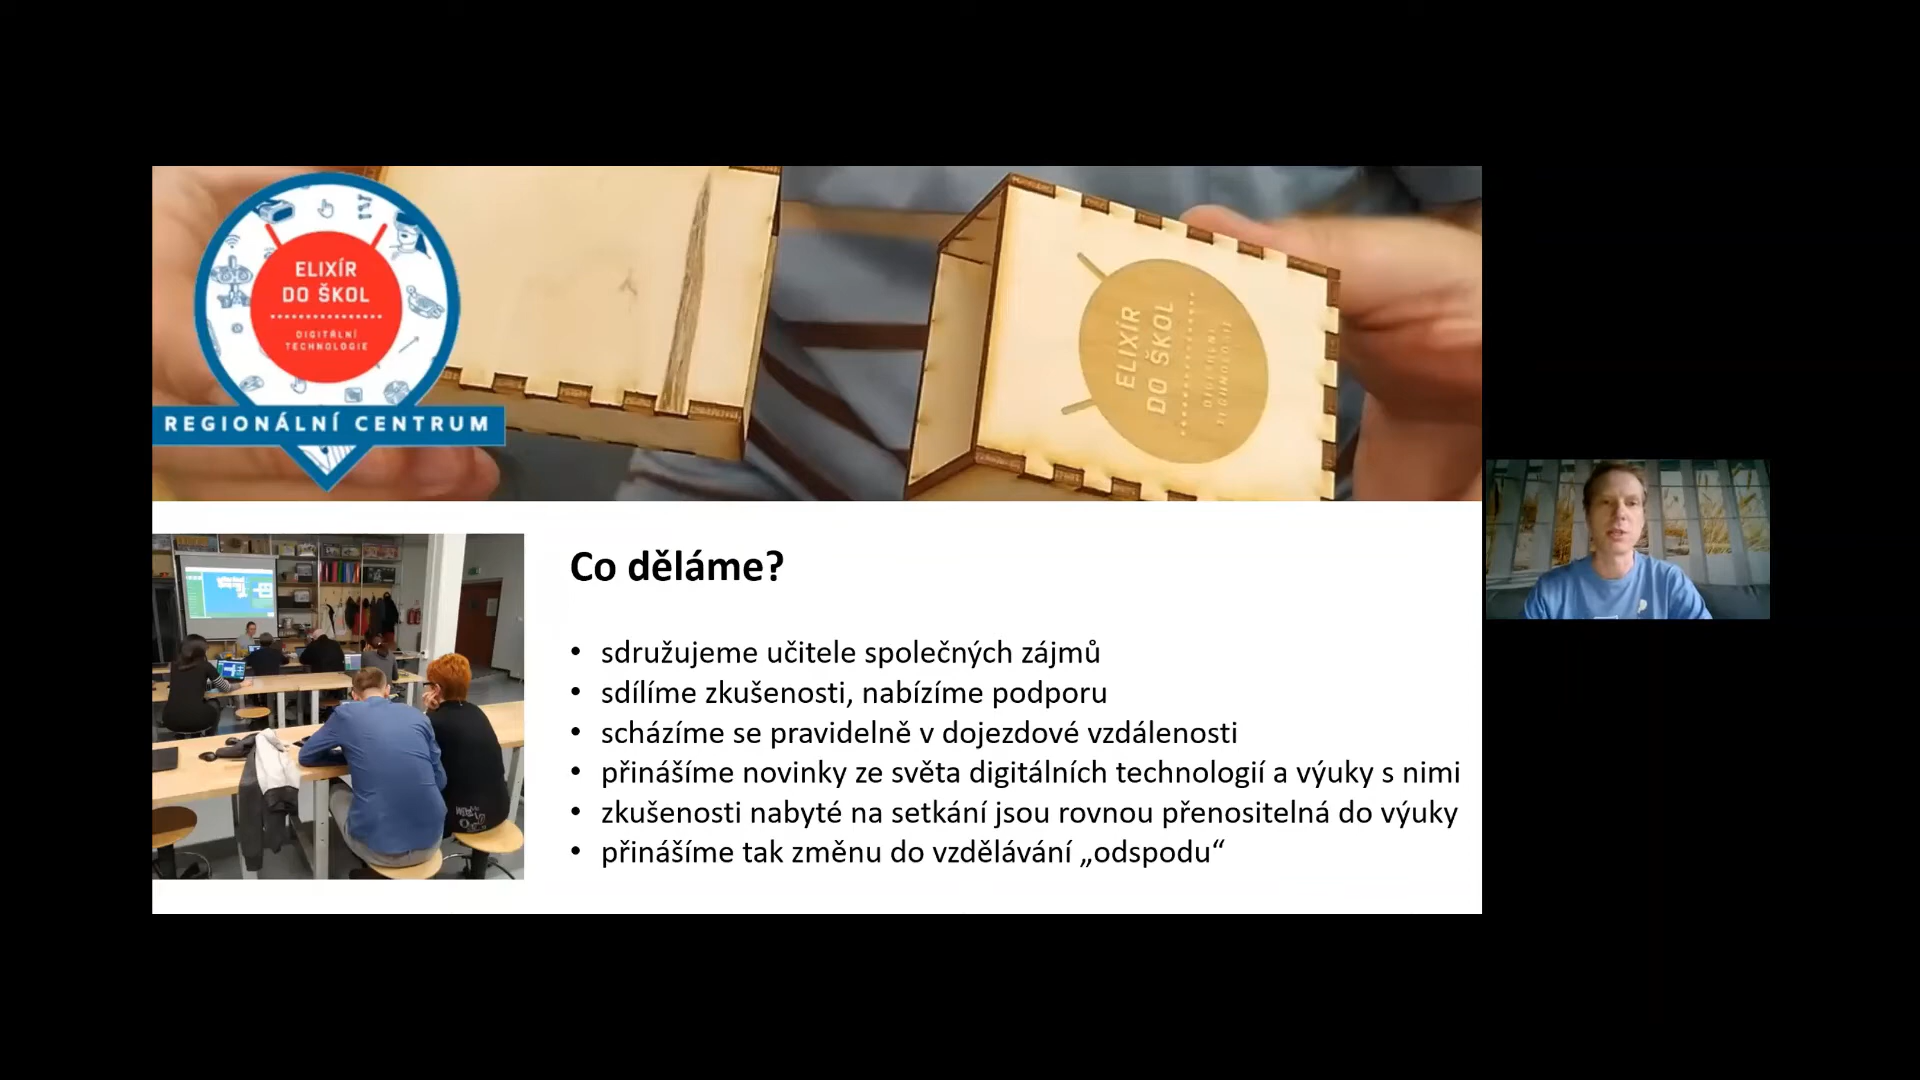 ELIXÍR
DO ŠKOL
DIGITÁLNÍ
TECHNOLOGIE
REGIONÁLNÍ CENTRUM
ELIXÍR
DO ŠKOL
DIGITÁLNÍ
TECHNOLOGIE
Co děláme?
• sdružujeme učitele společných zájmů
• sdílíme zkušenosti, nabízíme podporu
• scházíme se pravidelně v dojezdové vzdálenosti
• přinášíme novinky ze světa digitálních technologií a výuky s nimi
• zkušenosti nabyté na setkání jsou rovnou přenositelná do výuky
• přinášíme tak změnu do vzdělávání „odspodu“